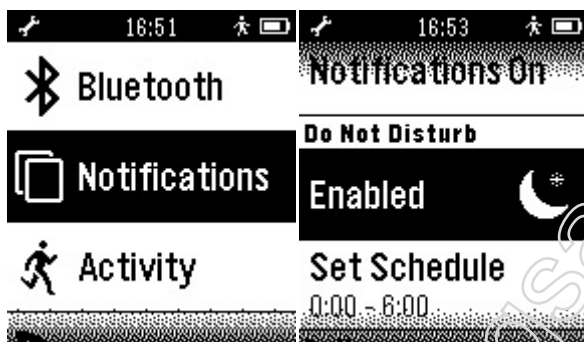 16:51
Bluetooth
Notifications
Activity
16:53
Notifications On
Do Not Disturb
Enabled
Set Schedule
0:00 - 6:00